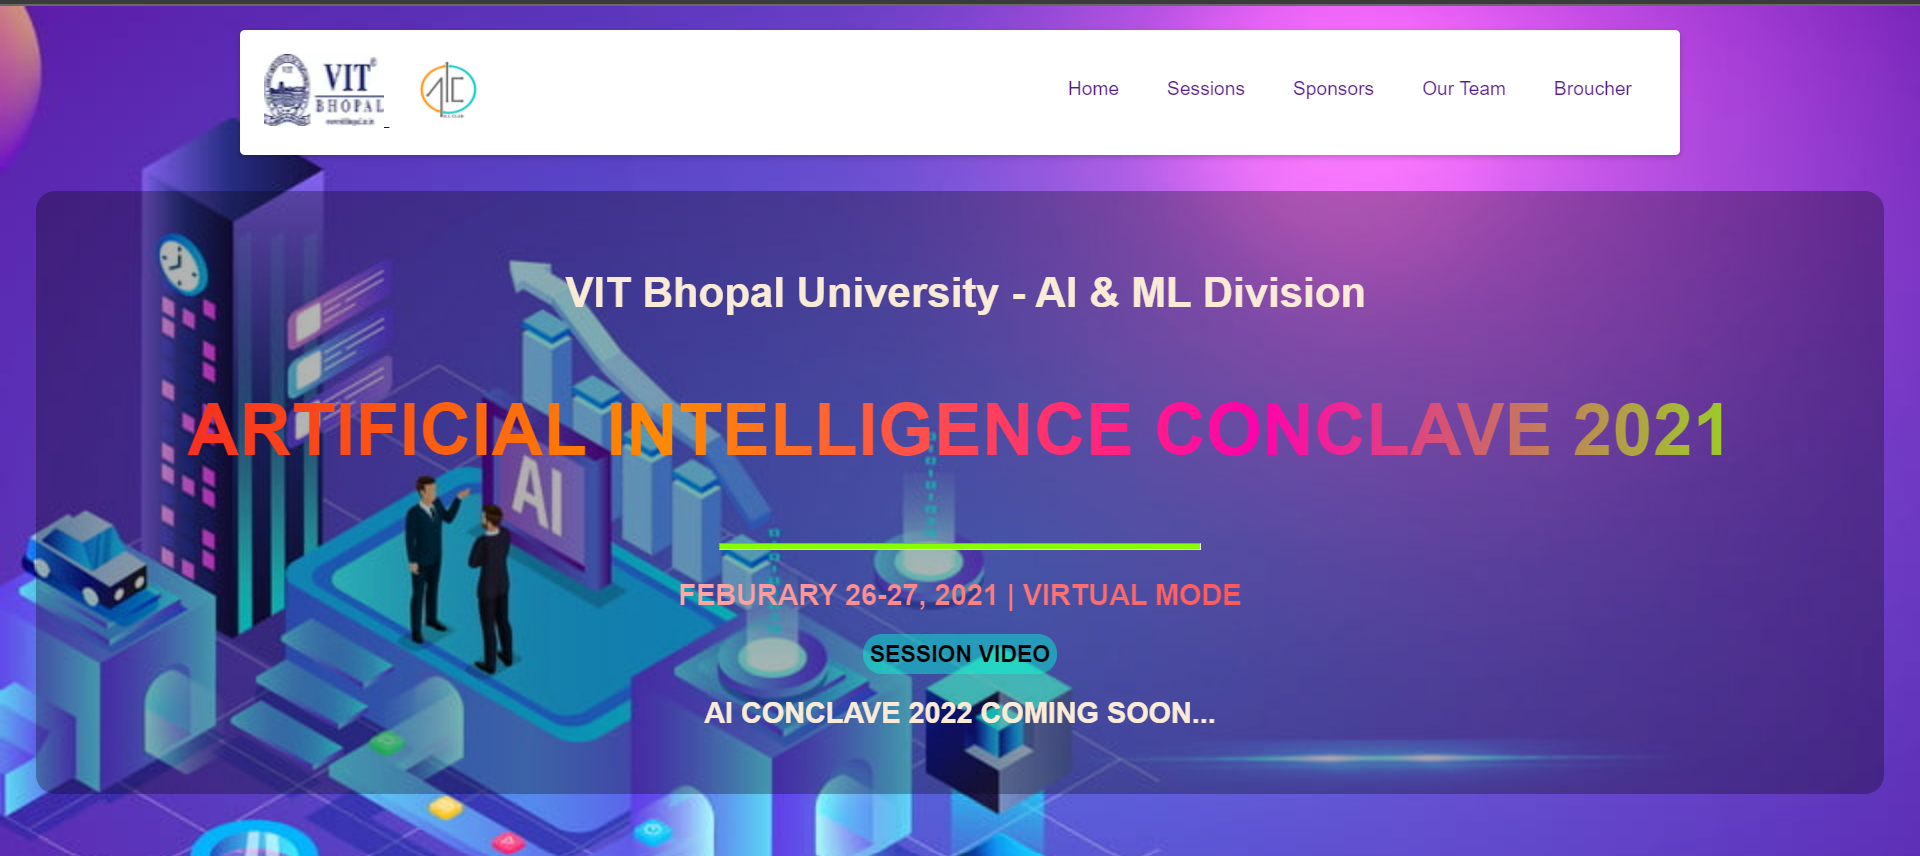 VIT®
BHOPAL
AIC
Home Sessions Sponsors Our Team Broucher
VIT Bhopal University - AI & ML Division
ARTIFICIAL INTELLIGENCE CONCLAVE 2021
AI
FEBURARY 26-27, 2021 | VIRTUAL MODE
SESSION VIDEO
AI CONCLAVE 2022 COMING SOON...